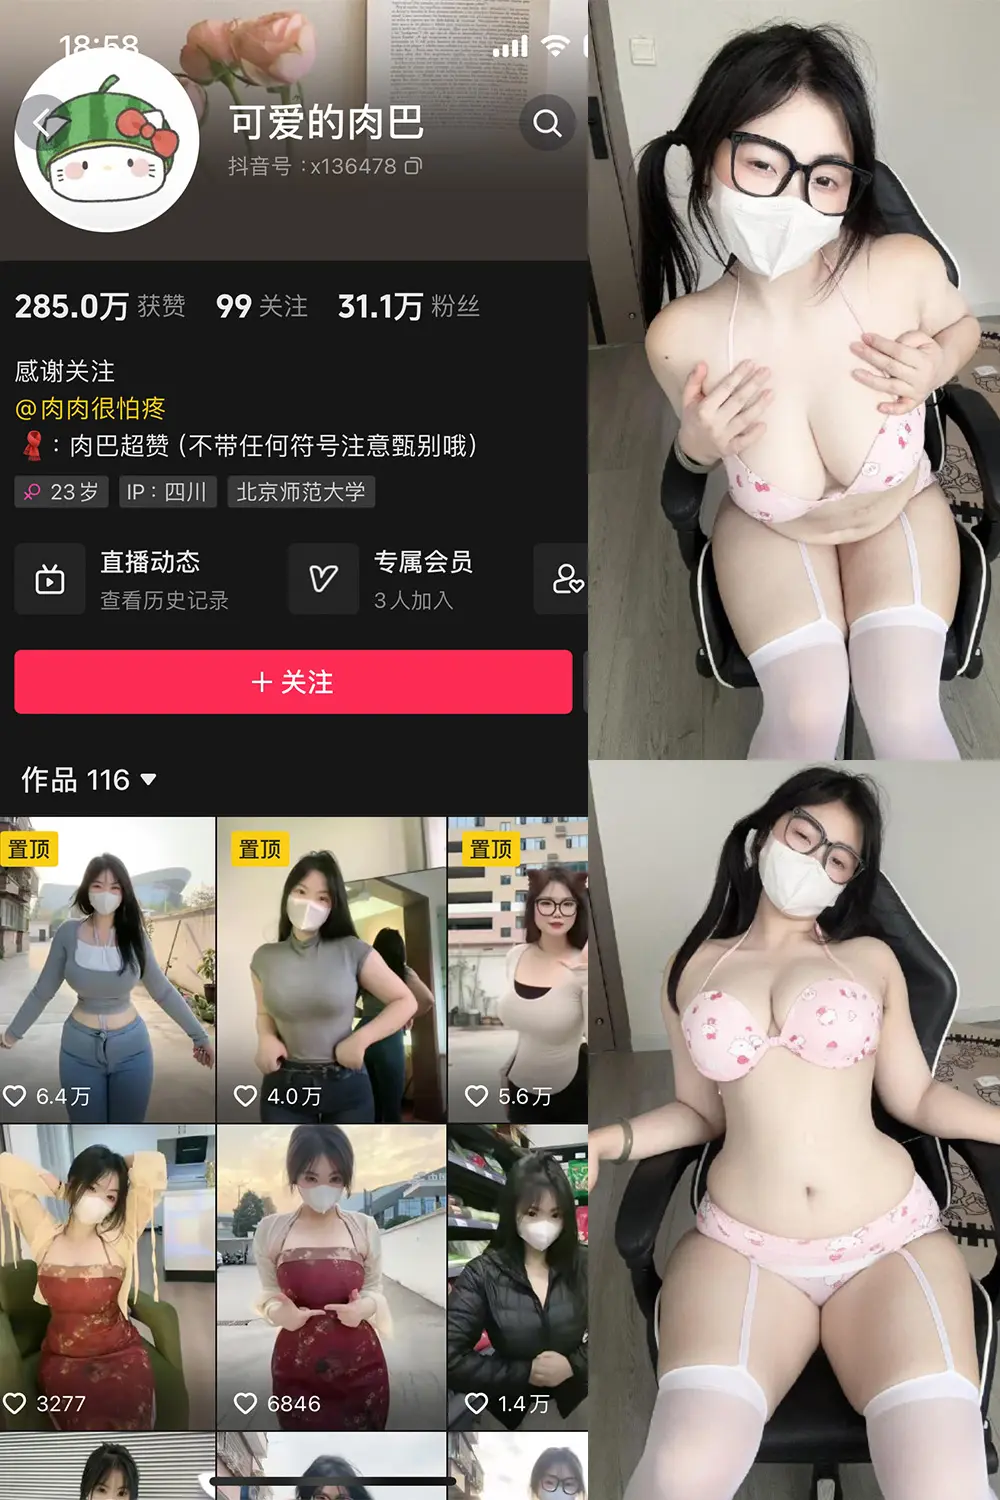 18:58
可爱的肉巴
抖音号：x136478
285.0万 获赞 99 关注 31.1万 粉丝
感谢关注
@肉肉很怕疼
：肉巴超赞 (不带任何符号注意甄别哦)
23岁 IP：四川 北京师范大学
直播动态 专属会员
查看历史记录 3人加入
+ 关注
作品 116
置顶 置顶 置顶
6.4万 4.0万 5.6万
3277 6846 1.4万